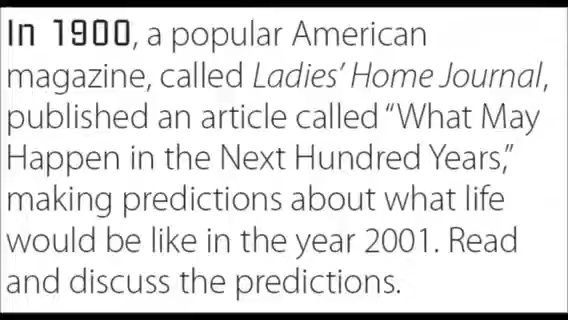 In 1900, a popular American
magazine, called Ladies' Home Journal,
published an article called “What May
Happen in the Next Hundred Years,”
making predictions about what life
would be like in the year 2001. Read
and discuss the predictions.